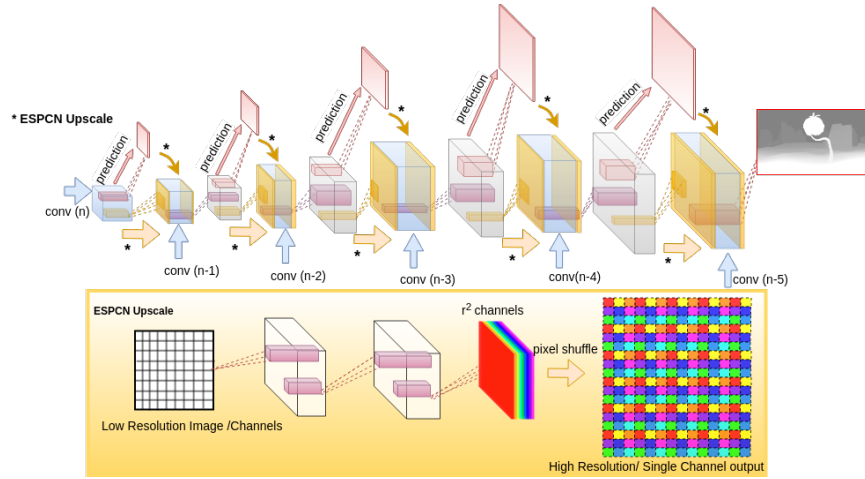 * ESPCN Upscale
prediction
prediction
prediction
prediction
prediction
*
*
*
*
conv (n)
*
*
*
*
*
conv (n-1)
conv (n-2)
conv (n-3)
conv(n-4)
conv (n-5)
ESPCN Upscale
r² channels
pixel shuffle
Low Resolution Image /Channels
High Resolution/ Single Channel output